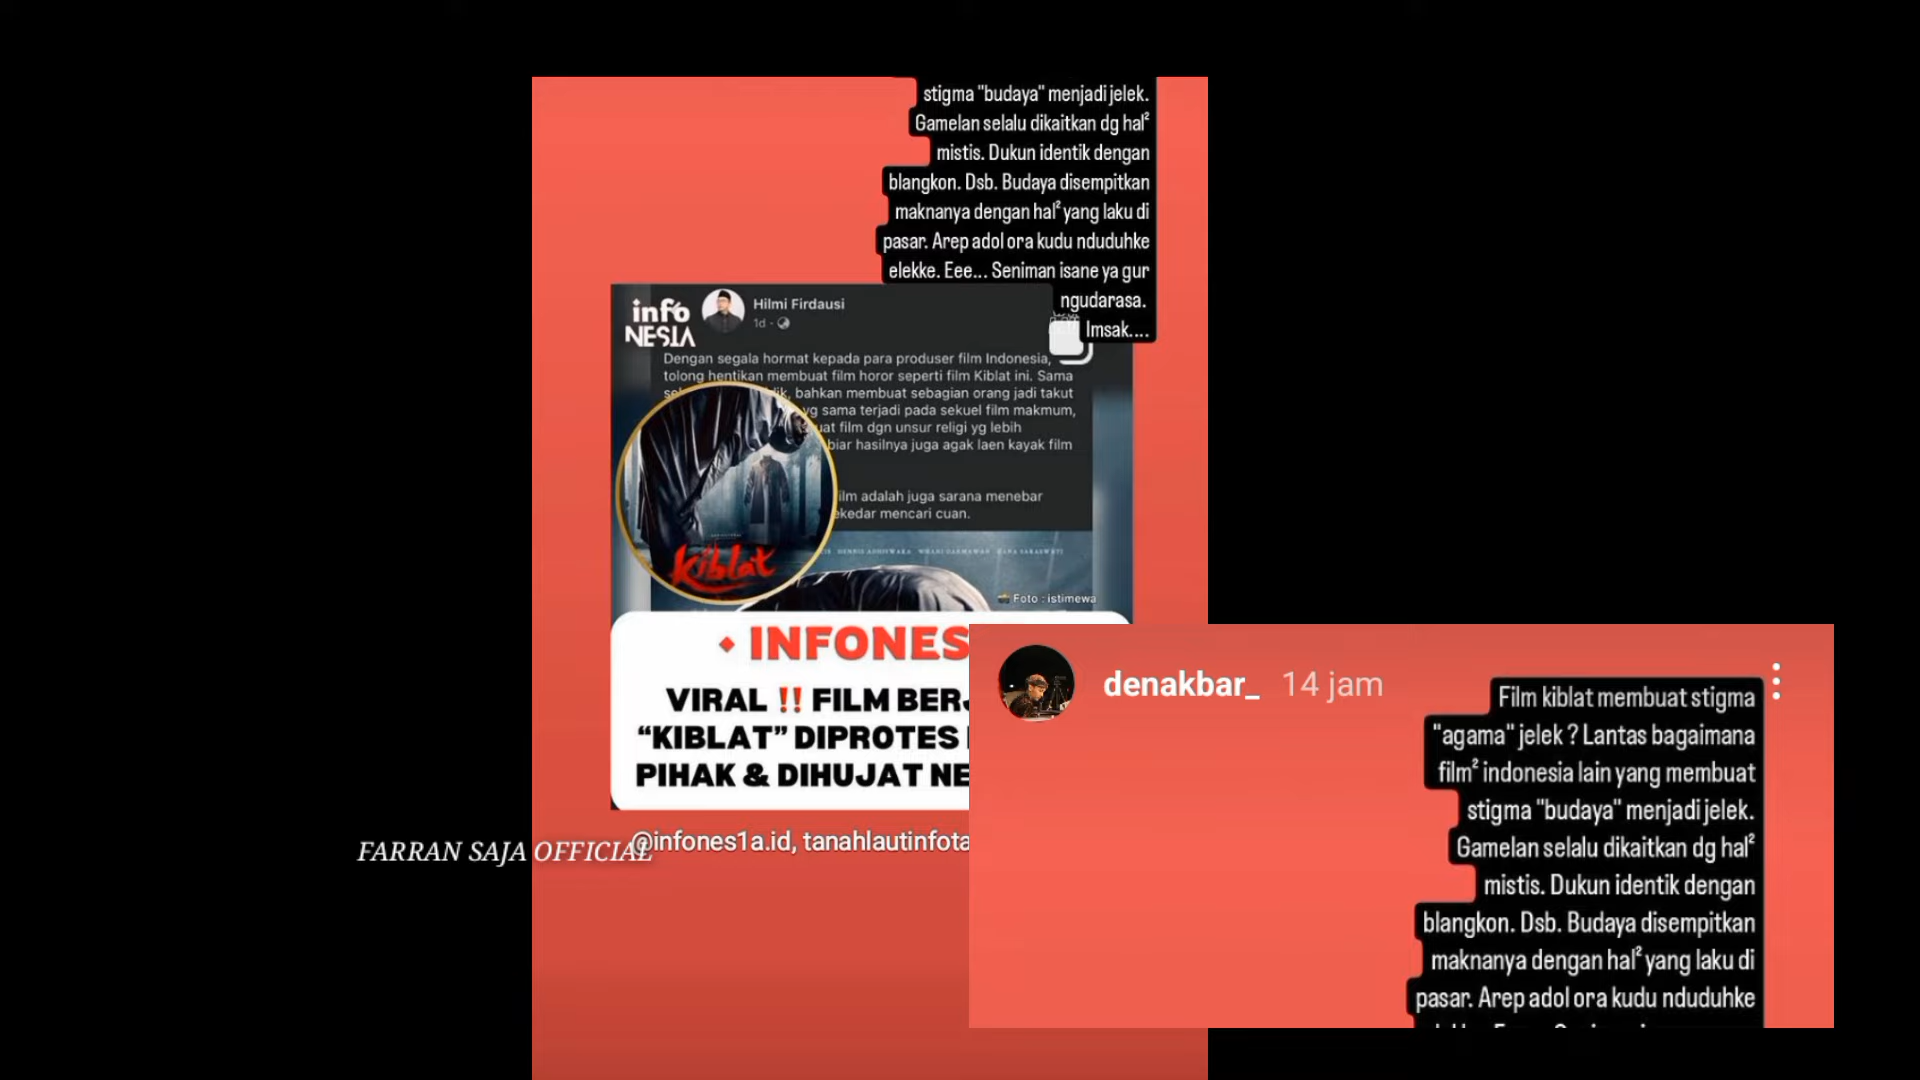 stigma "budaya" menjadi jelek.
Gamelan selalu dikaitkan dg hal²
mistis. Dukun identik dengan
blangkon. Dsb. Budaya disempitkan
maknanya dengan hal² yang laku di
pasar. Arep adol ora kudu nduduhke
elekke. Eee... Seniman isane ya gur
ngudarasa.
Imsak....
info
NESIA
Hilmi Firdausi
1d
Dengan segala hormat kepada para produser film Indonesia,
tolong hentikan membuat film horor seperti film Kiblat ini. Sama
bahkan membuat sebagian orang jadi takut
yg sama terjadi pada sekuel film makmum,
film dgn unsur religi yg lebih
biar hasilnya juga agak laen kayak film
film adalah juga sarana menebar
sekedar mencari cuan.
Kiblat
DENNIS ADHISWARA WHANI DARMAWAN HANA SARASWATI
Foto : istimewa
INFONES
VIRAL ‼️ FILM BERJ
"KIBLAT" DIPROTES
PIHAK & DIHUJAT NE
@infones1a.id, tanahlautinfota
FARRAN SAJA OFFICIAL
denakbar_ 14 jam
Film kiblat membuat stigma
"agama" jelek ? Lantas bagaimana
film² indonesia lain yang membuat
stigma "budaya" menjadi jelek.
Gamelan selalu dikaitkan dg hal²
mistis. Dukun identik dengan
blangkon. Dsb. Budaya disempitkan
maknanya dengan hal² yang laku di
pasar. Arep adol ora kudu nduduhke